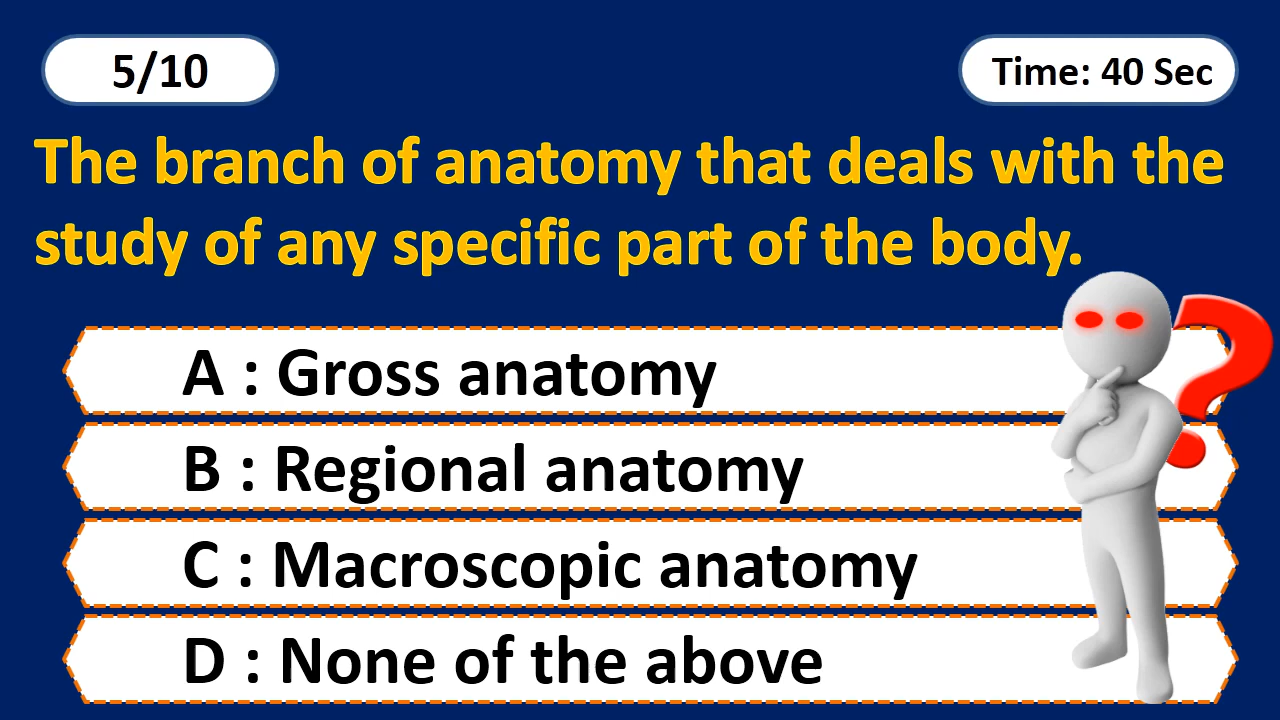 5/10
Time: 40 Sec
The branch of anatomy that deals with the
study of any specific part of the body.
A : Gross anatomy
B : Regional anatomy
C : Macroscopic anatomy
D : None of the above
?